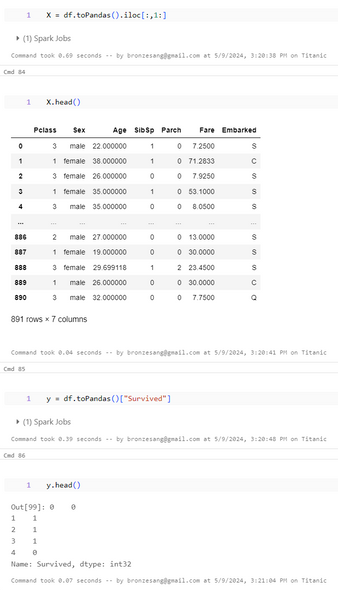 1 X = df.toPandas().iloc[:,1:]
▸ (1) Spark Jobs
Command took 0.69 seconds -- by bronzesang@gmail.com at 5/9/2024, 3:20:38 PM on Titanic
Cmd 84
1 X.head()
Pclass Sex Age SibSp Parch Fare Embarked
0 3 male 22.000000 1 0 7.2500 S
1 1 female 38.000000 1 0 71.2833 C
2 3 female 26.000000 0 0 7.9250 S
3 1 female 35.000000 1 0 53.1000 S
4 3 male 35.000000 0 0 8.0500 S
... ... ... ... ... ... ... ...
886 2 male 27.000000 0 0 13.0000 S
887 1 female 19.000000 0 0 30.0000 S
888 3 female 29.699118 1 2 23.4500 S
889 1 male 26.000000 0 0 30.0000 C
890 3 male 32.000000 0 0 7.7500 Q
891 rows × 7 columns
Command took 0.04 seconds -- by bronzesang@gmail.com at 5/9/2024, 3:20:41 PM on Titanic
Cmd 85
1 y = df.toPandas()["Survived"]
▸ (1) Spark Jobs
Command took 0.39 seconds -- by bronzesang@gmail.com at 5/9/2024, 3:20:48 PM on Titanic
Cmd 86
1 y.head()
Out[99]: 0 0
1 1
2 1
3 1
4 0
Name: Survived, dtype: int32
Command took 0.07 seconds -- by bronzesang@gmail.com at 5/9/2024, 3:21:04 PM on Titanic